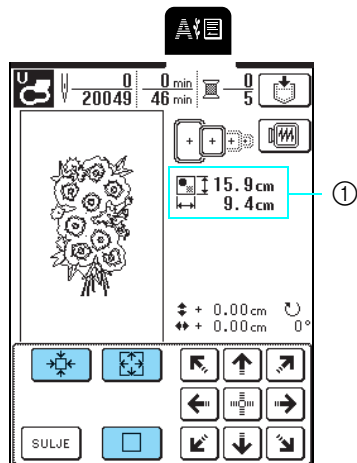 A
U 0 0 min 0
20049 46 min 5
15.9cm
9.4cm
①
+ 0.00cm
+ 0.00cm 0°
SULJE